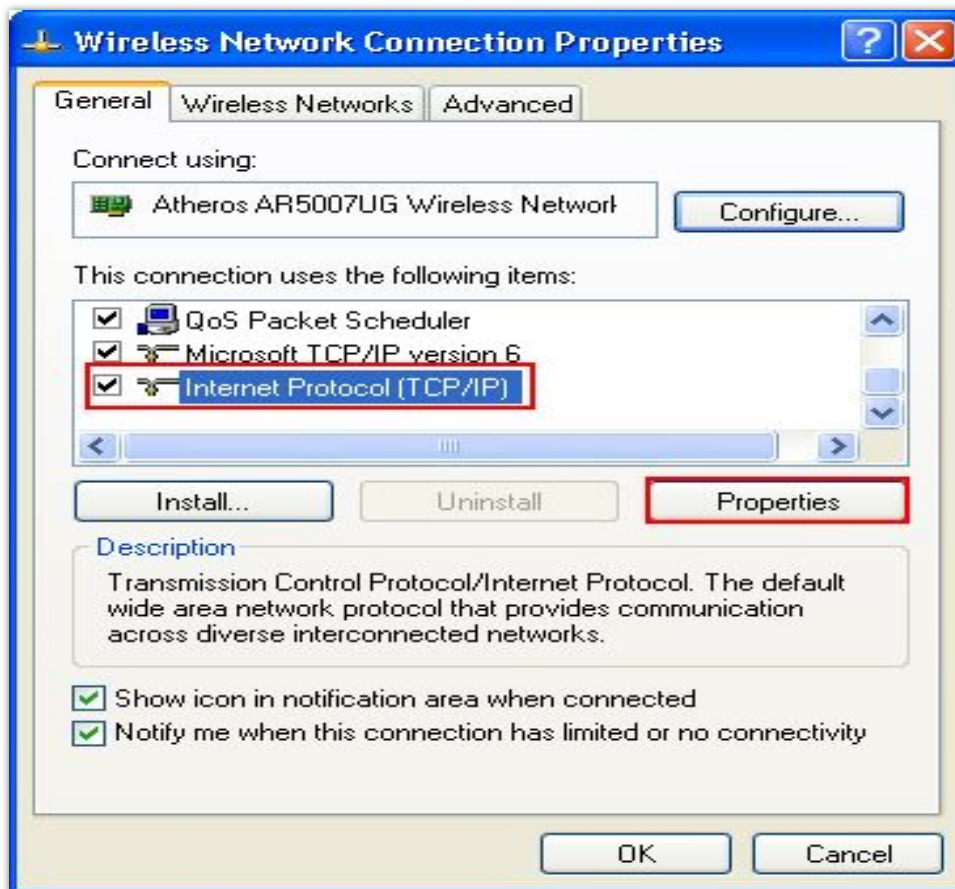 Wireless Network Connection Properties
General Wireless Networks Advanced
Connect using:
Atheros AR5007UG Wireless Networ
Configure...
This connection uses the following items:
QoS Packet Scheduler
Microsoft TCP/IP version 6
Internet Protocol (TCP/IP)
Install... Uninstall Properties
Description
Transmission Control Protocol/Internet Protocol. The default
wide area network protocol that provides communication
across diverse interconnected networks.
Show icon in notification area when connected
Notify me when this connection has limited or no connectivity
OK Cancel